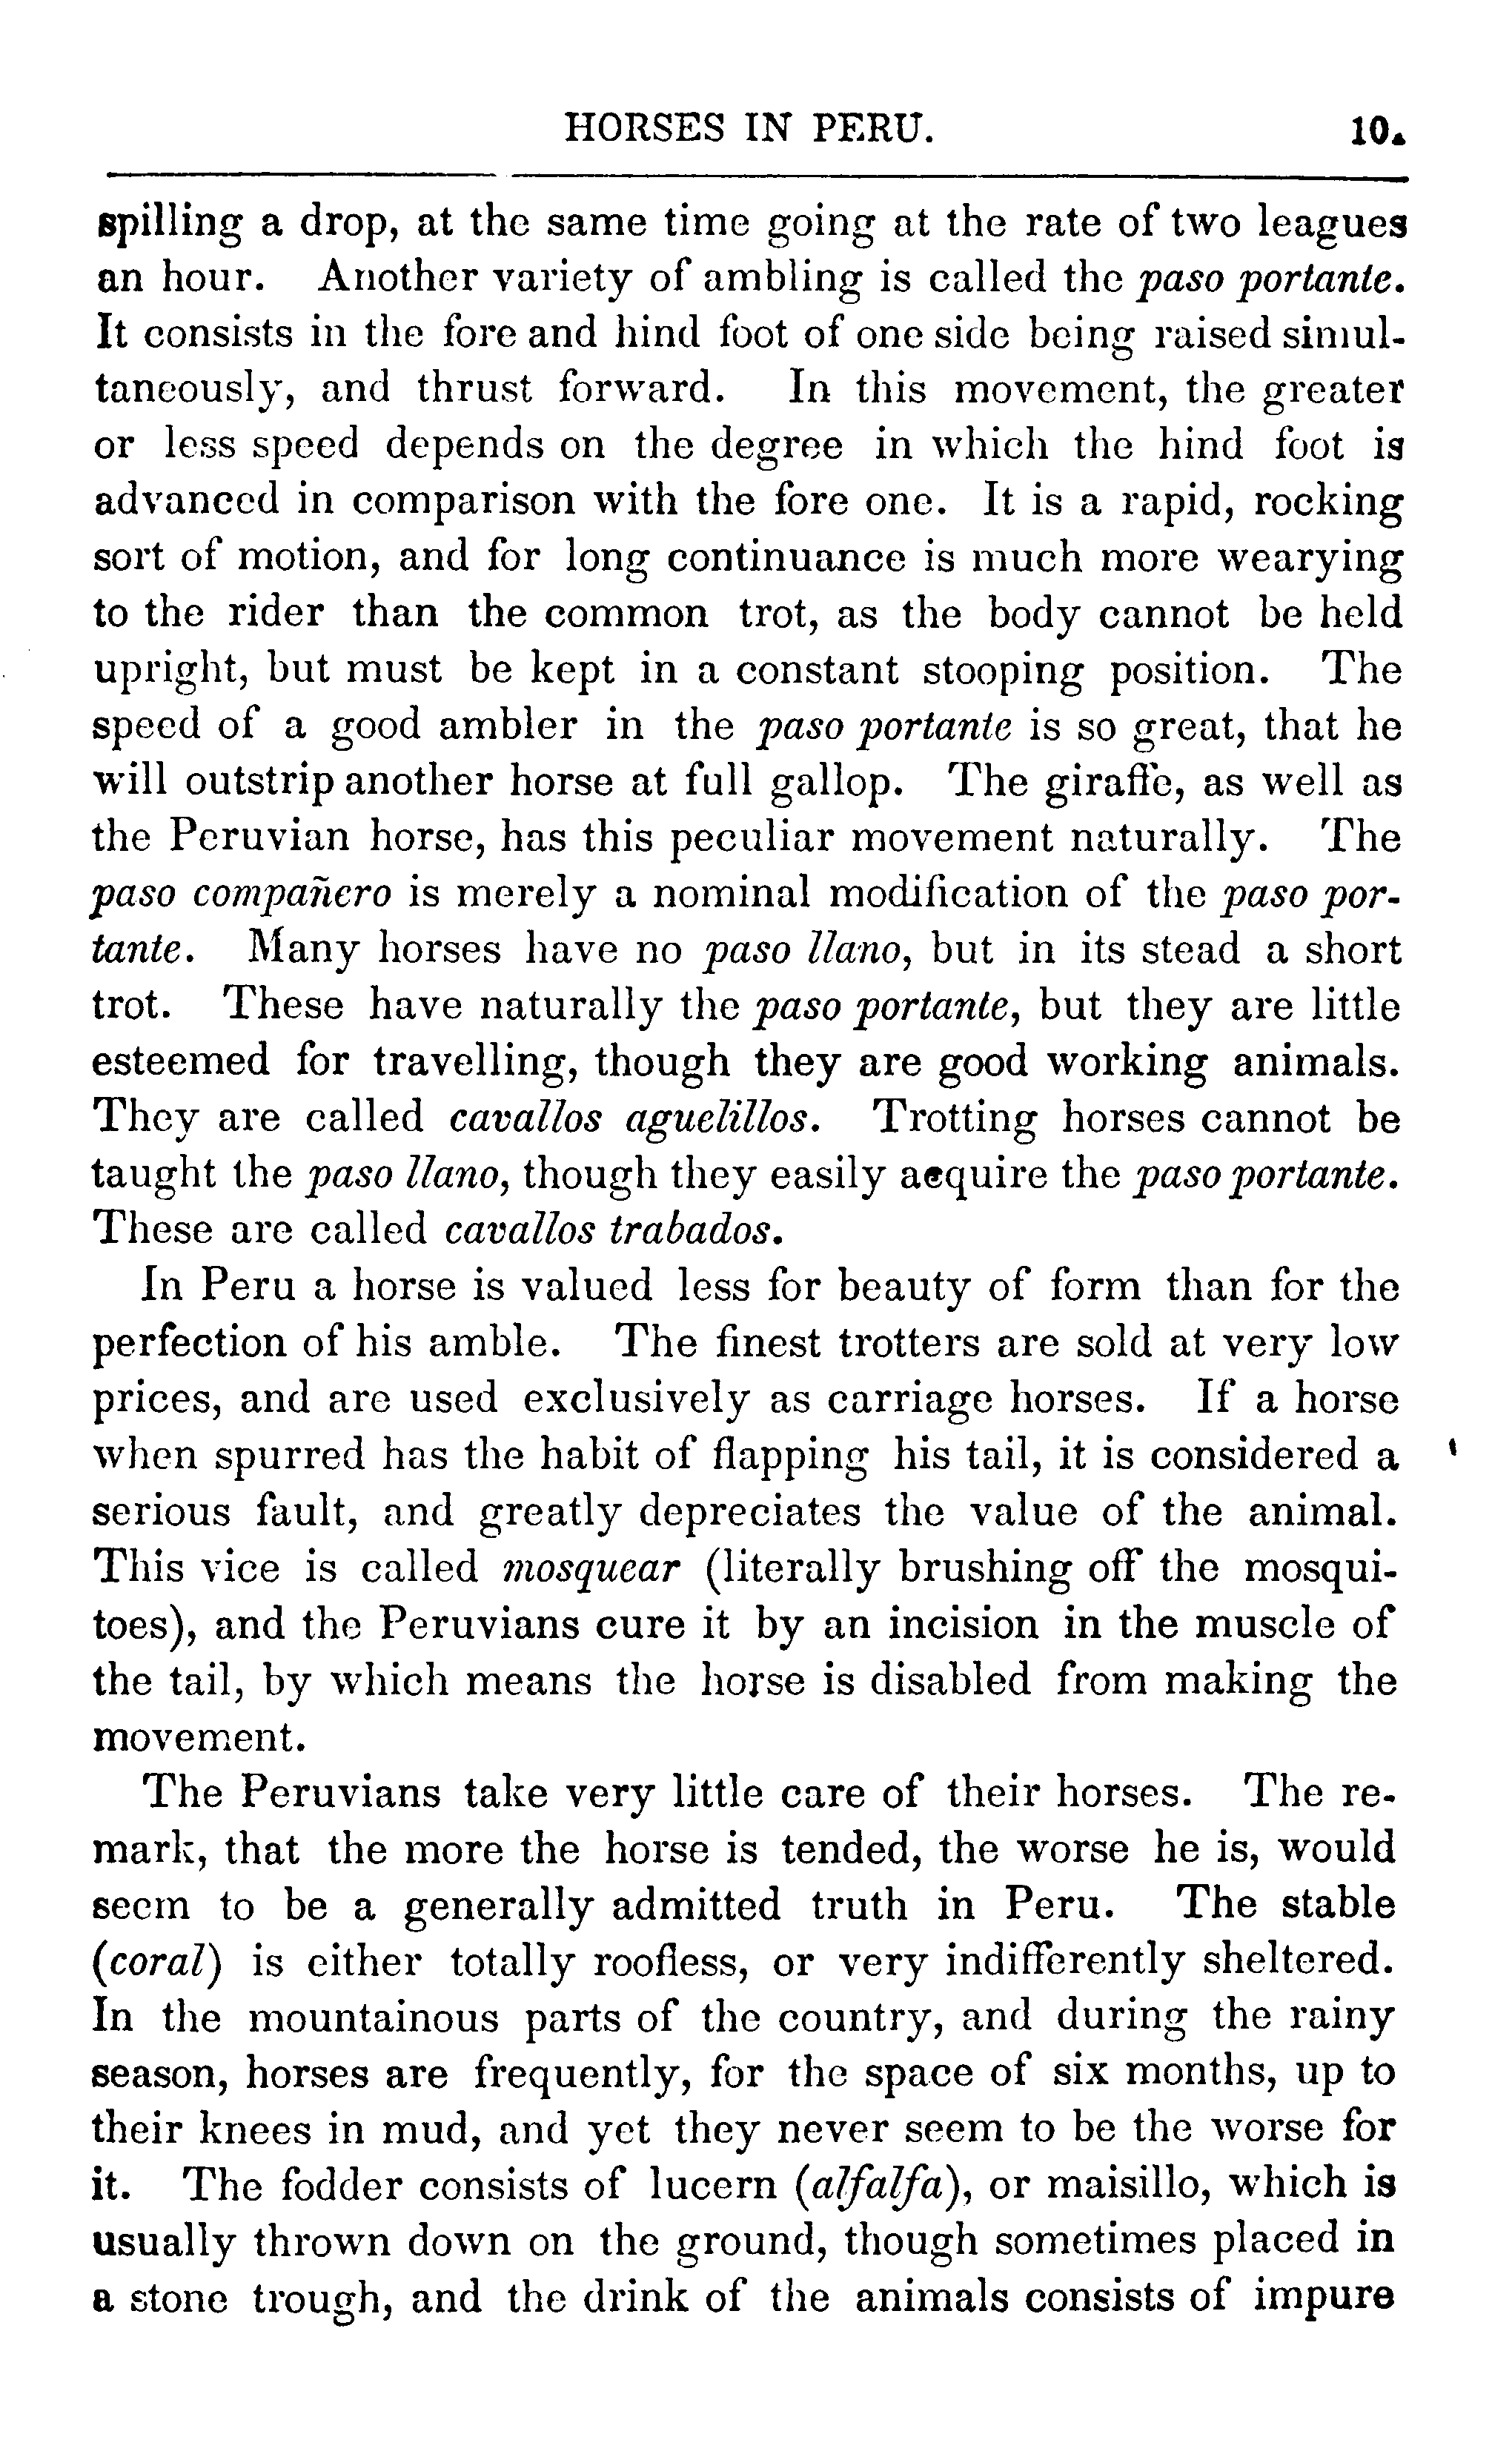 HORSES IN PERU. 10
spilling a drop, at the same time going at the rate of two leagues
an hour. Another variety of ambling is called the paso portante.
It consists in the fore and hind foot of one side being raised simul-
taneously, and thrust forward. In this movement, the greater
or less speed depends on the degree in which the hind foot is
advanced in comparison with the fore one. It is a rapid, rocking
sort of motion, and for long continuance is much more wearying
to the rider than the common trot, as the body cannot be held
upright, but must be kept in a constant stooping position. The
speed of a good ambler in the paso portante is so great, that he
will outstrip another horse at full gallop. The giraffe, as well as
the Peruvian horse, has this peculiar movement naturally. The
paso compañero is merely a nominal modification of the paso por-
tante. Many horses have no paso llano, but in its stead a short
trot. These have naturally the paso portante, but they are little
esteemed for travelling, though they are good working animals.
They are called cavallos aguelillos. Trotting horses cannot be
taught the paso llano, though they easily acquire the paso portante.
These are called cavallos trabados.
In Peru a horse is valued less for beauty of form than for the
perfection of his amble. The finest trotters are sold at very low
prices, and are used exclusively as carriage horses. If a horse
when spurred has the habit of flapping his tail, it is considered a
serious fault, and greatly depreciates the value of the animal.
This vice is called mosquear (literally brushing off the mosqui-
toes), and the Peruvians cure it by an incision in the muscle of
the tail, by which means the horse is disabled from making the
movement.
The Peruvians take very little care of their horses. The re-
mark, that the more the horse is tended, the worse he is, would
seem to be a generally admitted truth in Peru. The stable
(coral) is either totally roofless, or very indifferently sheltered.
In the mountainous parts of the country, and during the rainy
season, horses are frequently, for the space of six months, up to
their knees in mud, and yet they never seem to be the worse for
it. The fodder consists of lucern (alfalfa), or maisillo, which is
usually thrown down on the ground, though sometimes placed in
a stone trough, and the drink of the animals consists of impure